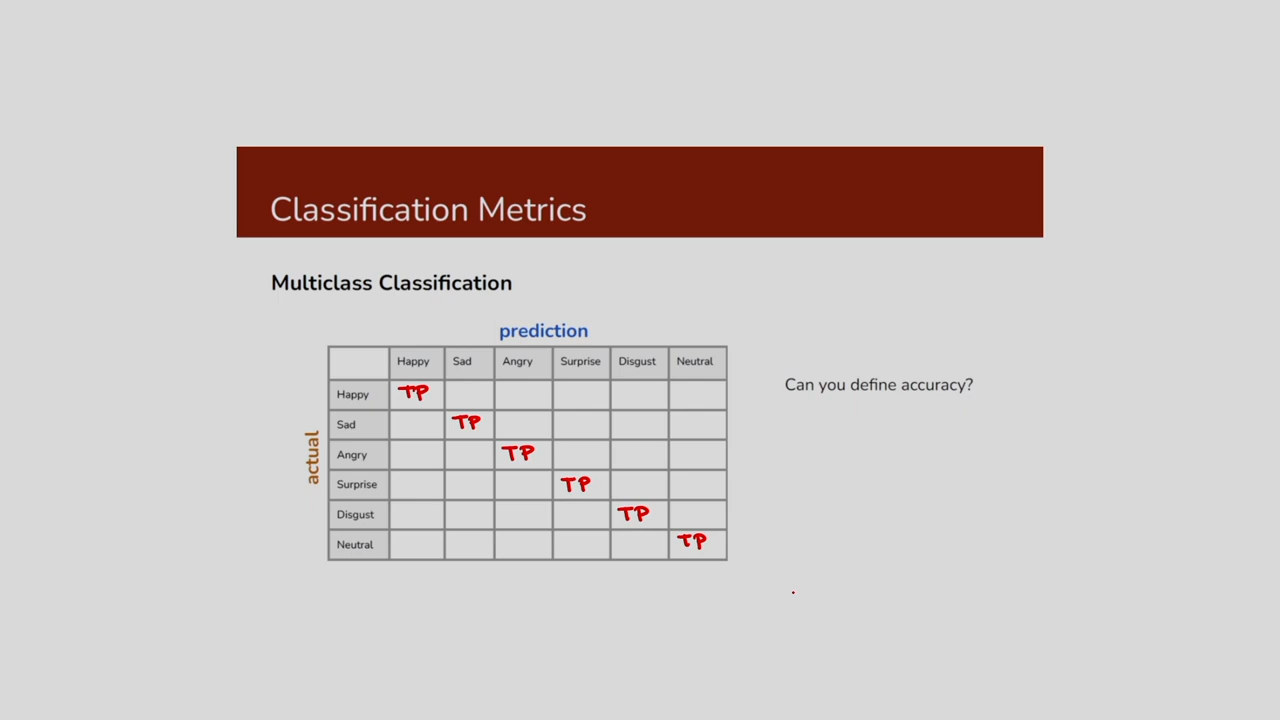 Classification Metrics
Multiclass Classification
prediction
Happy Sad Angry Surprise Disgust Neutral
actual
Happy TP
Sad TP
Angry TP
Surprise TP
Disgust TP
Neutral TP
Can you define accuracy?